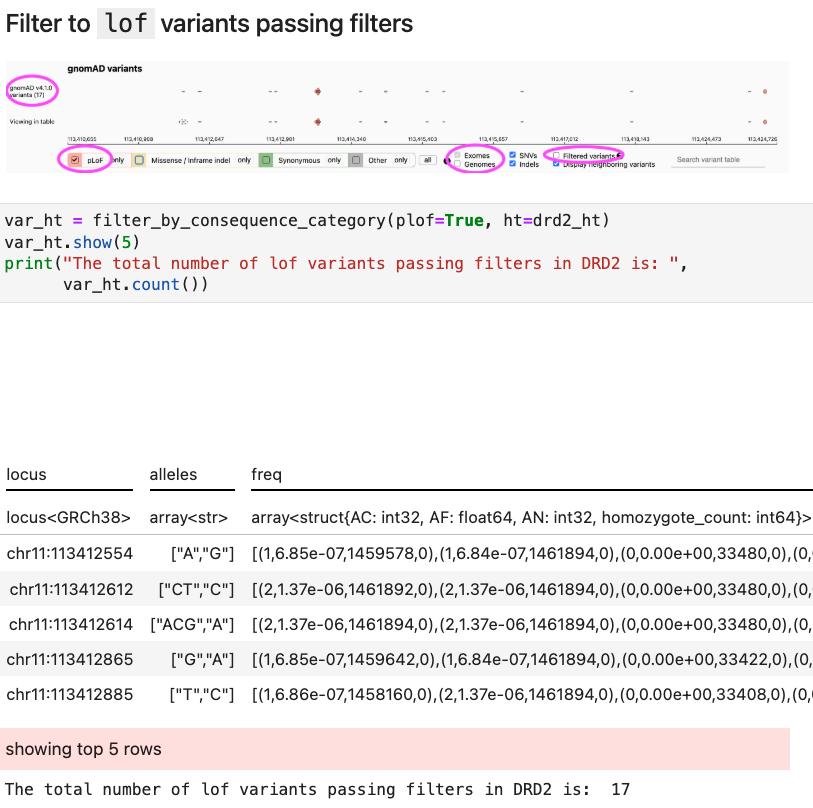 Filter to lof variants passing filters
gnomAD variants
gnomAD v4.1.0
variants (17)
Viewing in table
113,410,655 113,410,908 113,412,647 113,412,901 113,414,340 113,415,403 113,415,657 113,417,012 113,418,143 113,424,473 113,424,726
pLoF only Missense / Inframe indel only Synonymous only Other only all Exomes Genomes SNVs Indels Filtered variants Display neighboring variants Search variant table
var_ht = filter_by_consequence_category(plof=True, ht=drd2_ht)
var_ht.show(5)
print("The total number of lof variants passing filters in DRD2 is: ",
var_ht.count())
locus alleles freq
locus<GRCh38> array<str> array<struct{AC: int32, AF: float64, AN: int32, homozygote_count: int64}>
chr11:113412554 ["A","G"] [(1,6.85e-07,1459578,0),(1,6.84e-07,1461894,0),(0,0.00e+00,33480,0),(0,
chr11:113412612 ["CT","C"] [(2,1.37e-06,1461892,0),(2,1.37e-06,1461894,0),(0,0.00e+00,33480,0),(0,
chr11:113412614 ["ACG","A"] [(2,1.37e-06,1461894,0),(2,1.37e-06,1461894,0),(0,0.00e+00,33480,0),(0,
chr11:113412865 ["G","A"] [(1,6.85e-07,1459642,0),(1,6.84e-07,1461894,0),(0,0.00e+00,33422,0),(0,
chr11:113412885 ["T","C"] [(1,6.86e-07,1458160,0),(2,1.37e-06,1461894,0),(0,0.00e+00,33408,0),(0,
showing top 5 rows
The total number of lof variants passing filters in DRD2 is:  17